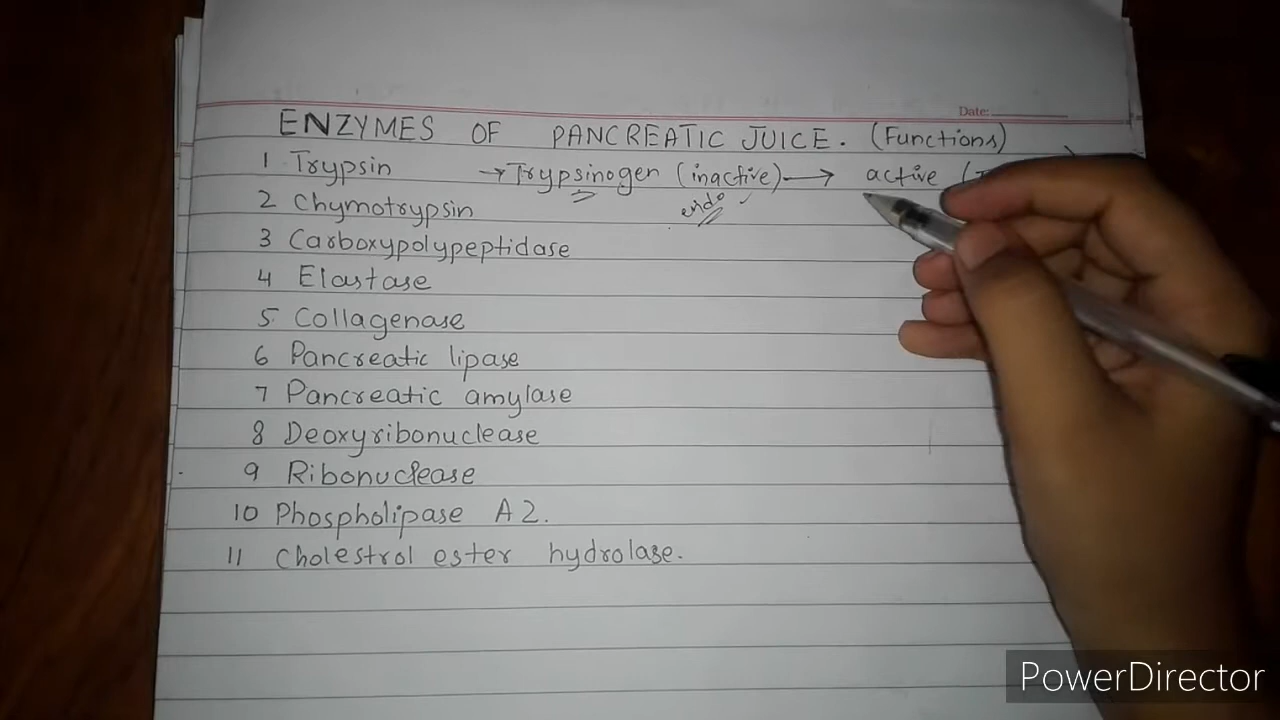 Date:
ENZYMES OF PANCREATIC JUICE. (Functions)
1 Trypsin → Trypsinogen (inactive) → active
endo
2 Chymotrypsin
3 Carboxypolypeptidase
4 Elastase
5. Collagenase
6 Pancreatic lipase
7 Pancreatic amylase
8 Deoxyribonuclease
9 Ribonuclease
10 Phospholipase A2.
11 Cholestrol ester hydrolase.
PowerDirector